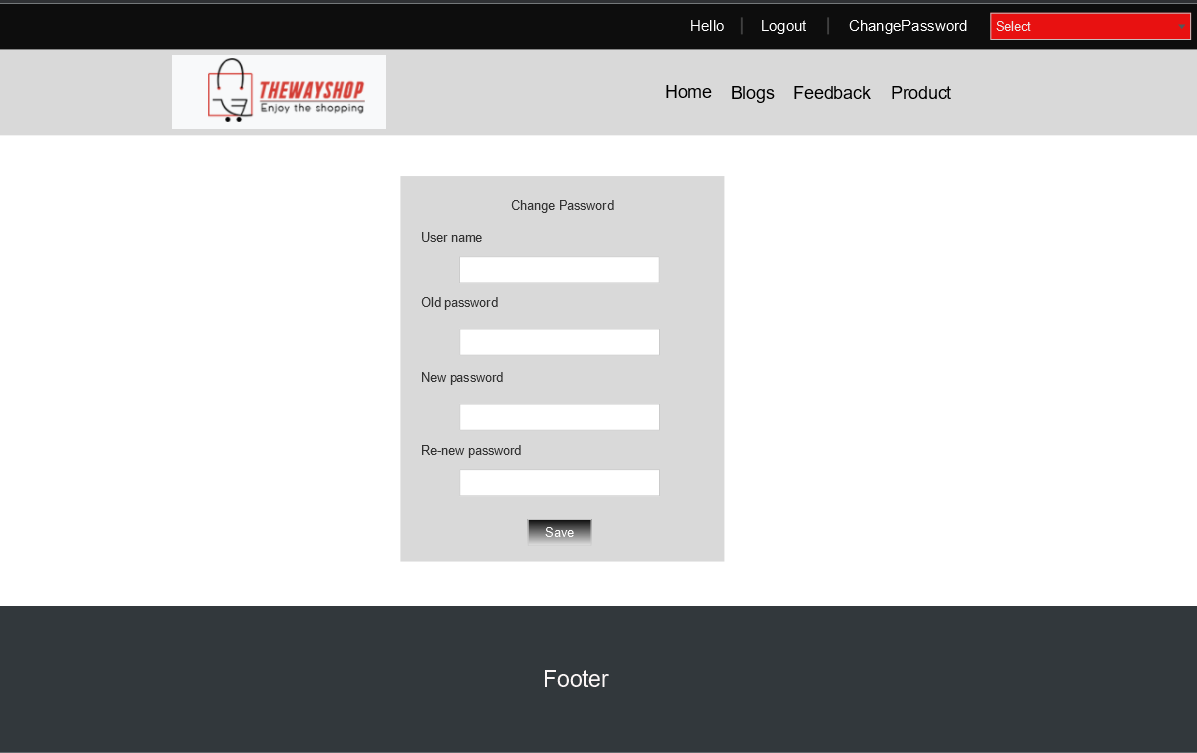 Hello | Logout | ChangePassword Select
THEWAYSHOP
Enjoy the shopping
Home Blogs Feedback Product
Change Password
User name
Old password
New password
Re-new password
Save
Footer